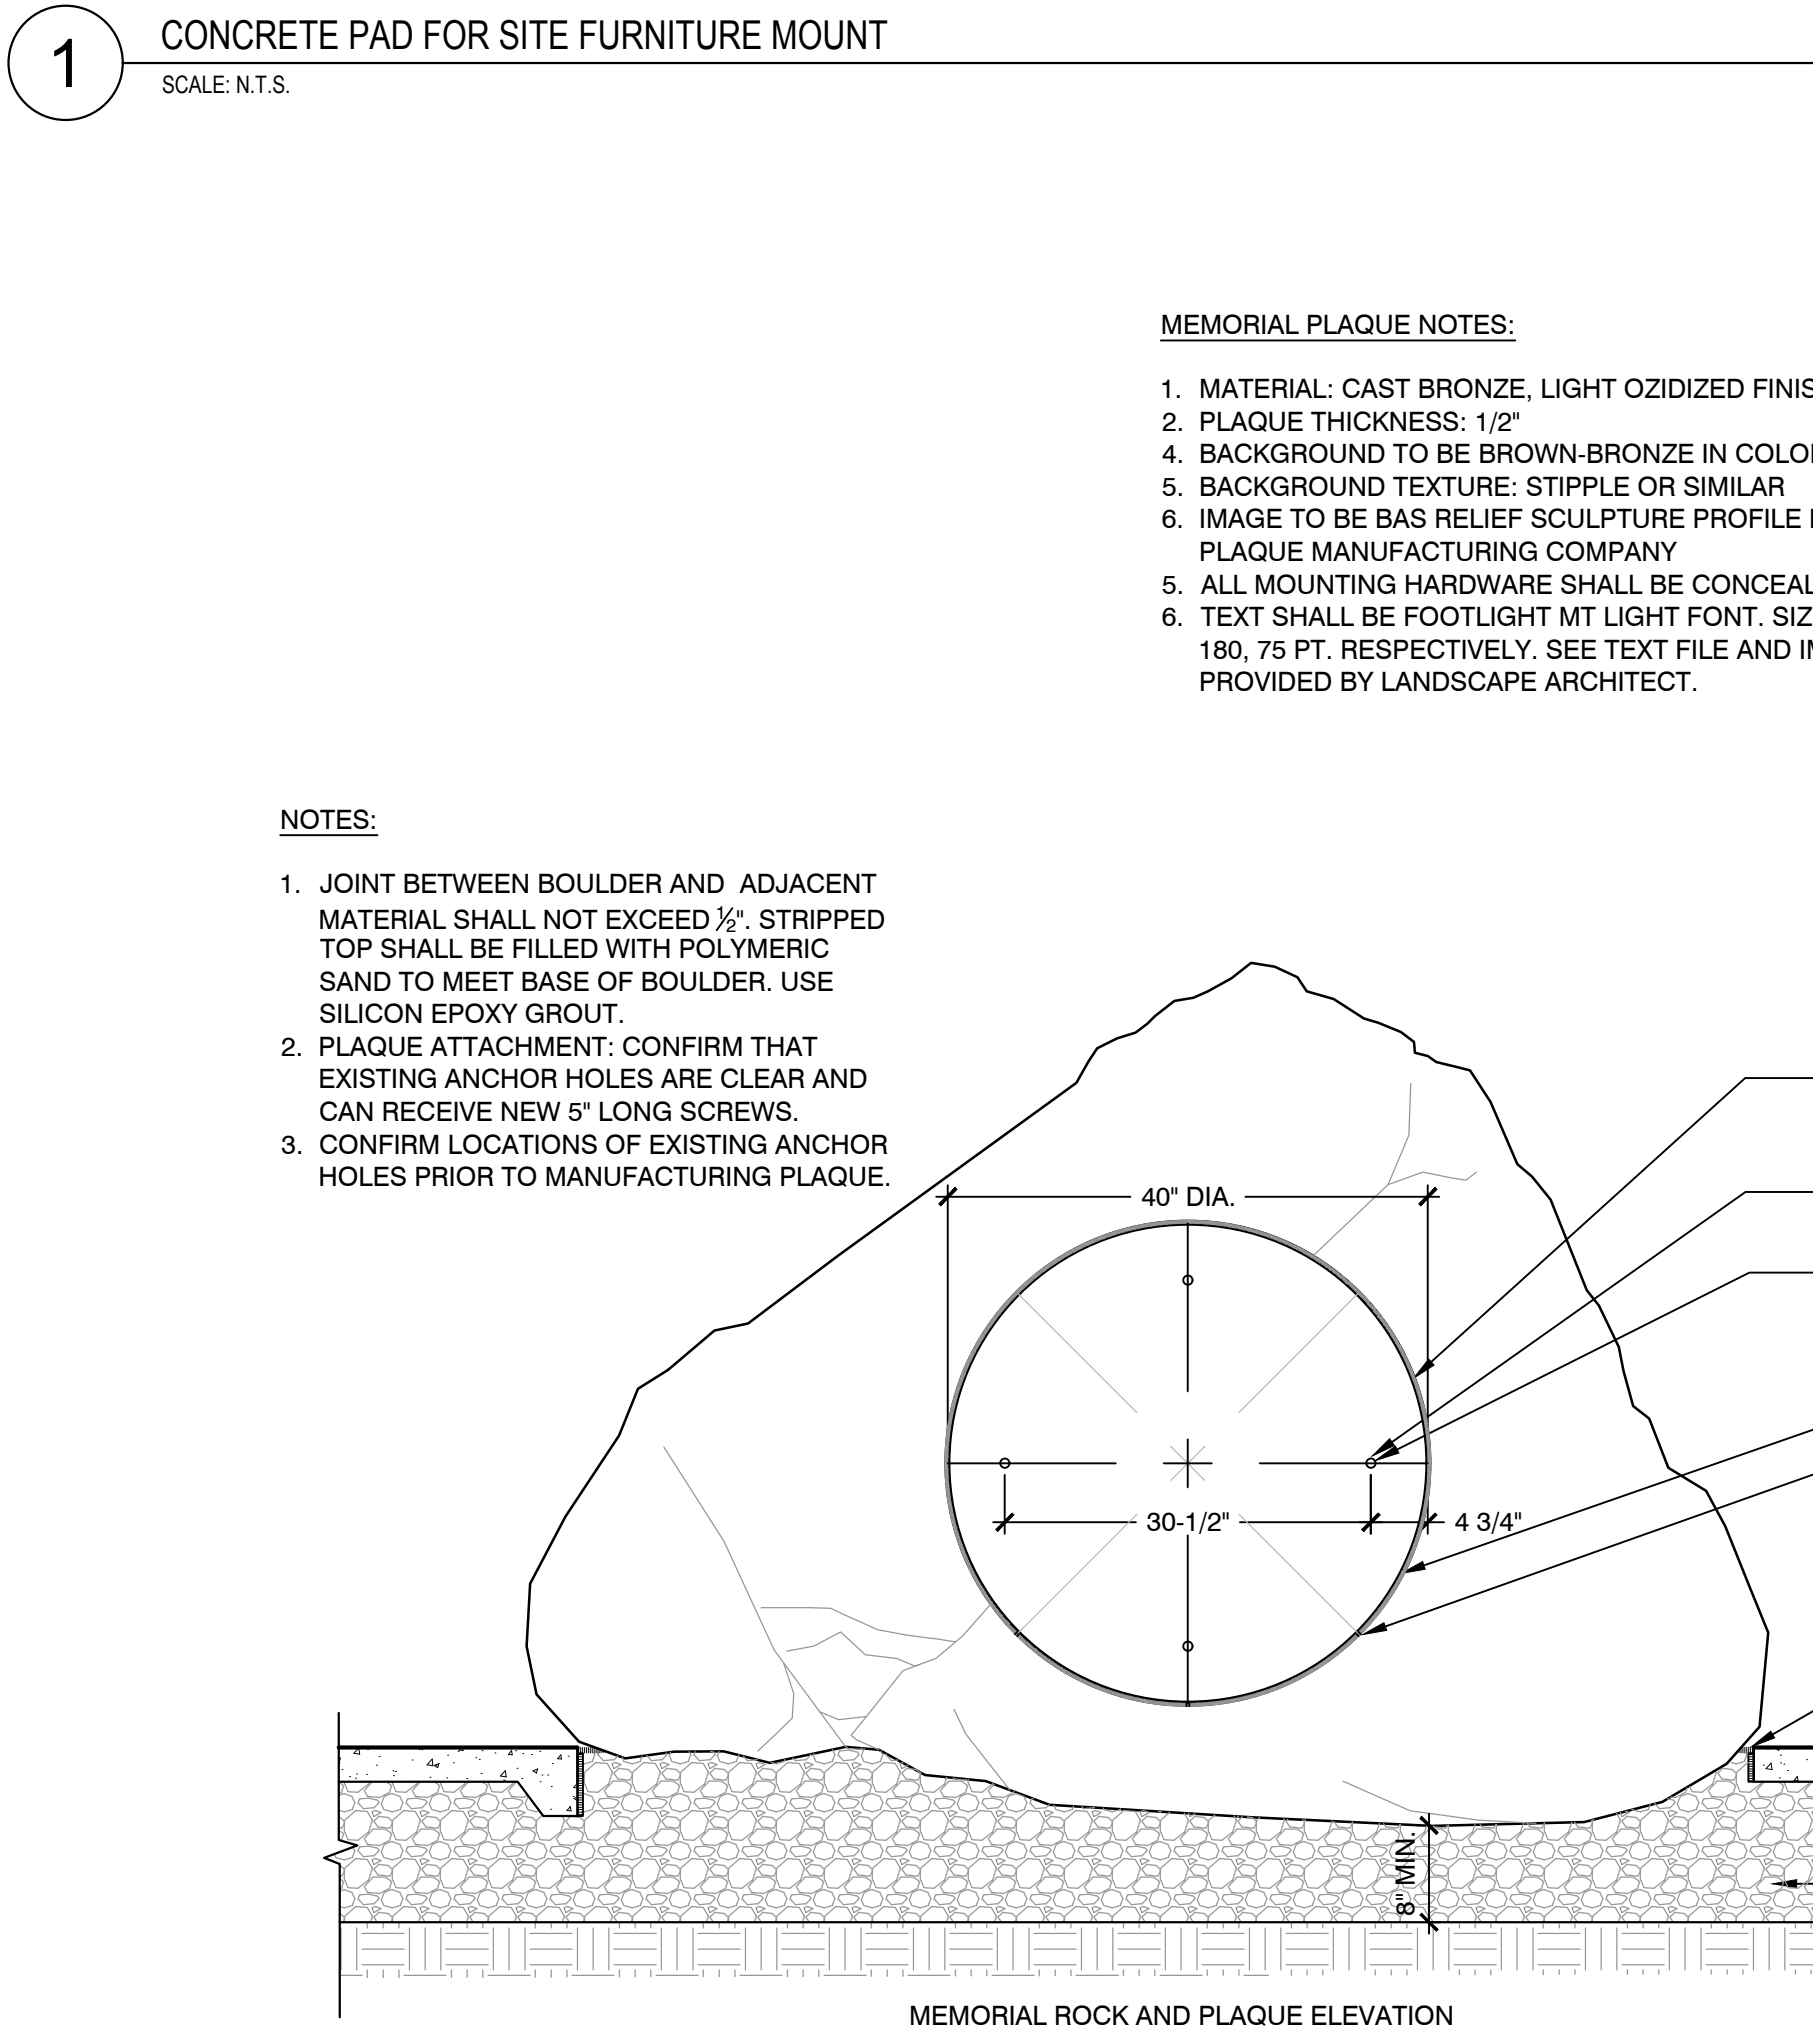 1
CONCRETE PAD FOR SITE FURNITURE MOUNT
SCALE: N.T.S.
MEMORIAL PLAQUE NOTES:
1. MATERIAL: CAST BRONZE, LIGHT OZIDIZED FINIS
2. PLAQUE THICKNESS: 1/2"
4. BACKGROUND TO BE BROWN-BRONZE IN COLO
5. BACKGROUND TEXTURE: STIPPLE OR SIMILAR
6. IMAGE TO BE BAS RELIEF SCULPTURE PROFILE
PLAQUE MANUFACTURING COMPANY
5. ALL MOUNTING HARDWARE SHALL BE CONCEAL
6. TEXT SHALL BE FOOTLIGHT MT LIGHT FONT. SIZ
180, 75 PT. RESPECTIVELY. SEE TEXT FILE AND
PROVIDED BY LANDSCAPE ARCHITECT.
NOTES:
1. JOINT BETWEEN BOULDER AND ADJACENT
MATERIAL SHALL NOT EXCEED ½". STRIPPED
TOP SHALL BE FILLED WITH POLYMERIC
SAND TO MEET BASE OF BOULDER. USE
SILICON EPOXY GROUT.
2. PLAQUE ATTACHMENT: CONFIRM THAT
EXISTING ANCHOR HOLES ARE CLEAR AND
CAN RECEIVE NEW 5" LONG SCREWS.
3. CONFIRM LOCATIONS OF EXISTING ANCHOR
HOLES PRIOR TO MANUFACTURING PLAQUE.
40" DIA.
30-1/2"
4 3/4"
8" MIN.
MEMORIAL ROCK AND PLAQUE ELEVATION